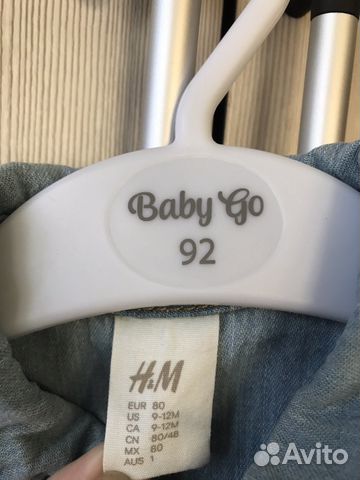 Baby Go
92
H&M
EUR 80
US 9-12M
CA 9-12M
CN 80/48
MX 80
AUS 1
Avito